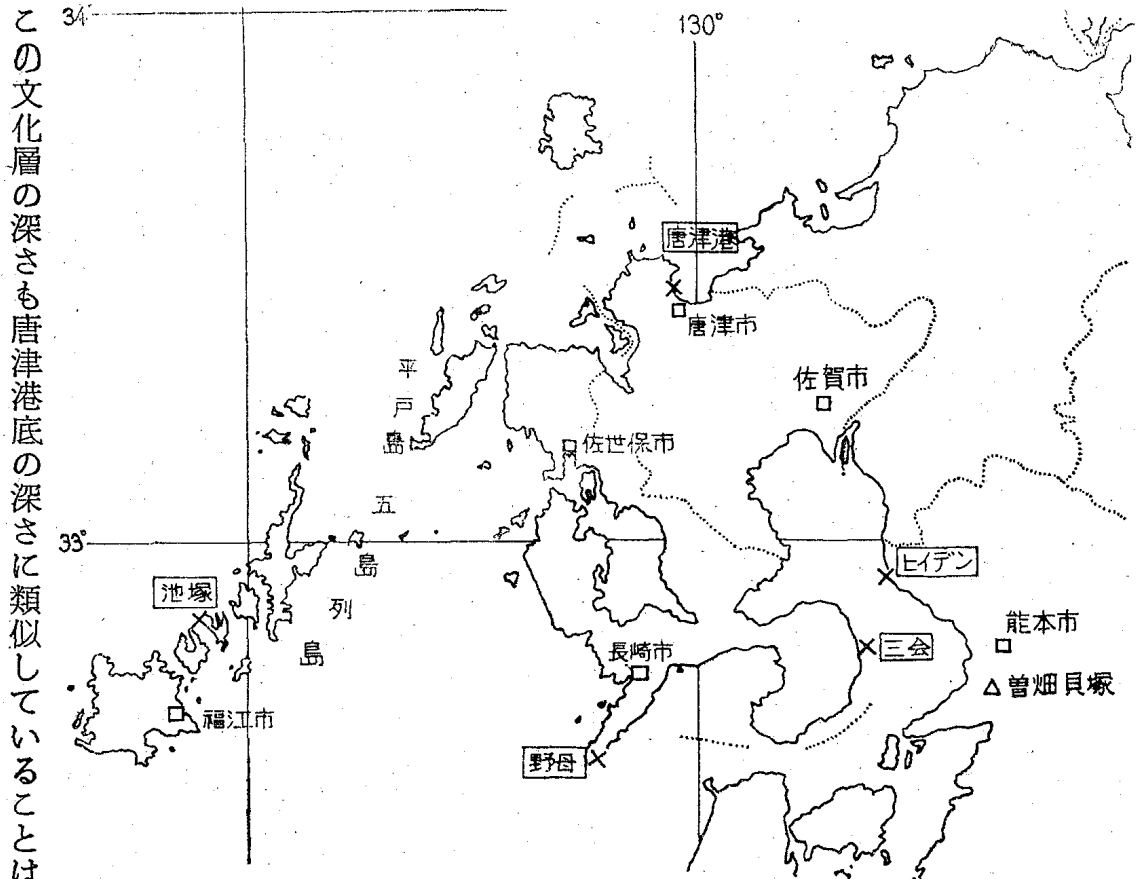 この文化層の深さも唐津港底の深さに類似していることは
34°
130°
唐津港
唐津市
佐賀市
平戸島
佐世保市
五島列島
33°
ヒイデン
池塚
熊本市
長崎市
三会
曽畑貝塚
福江市
野母